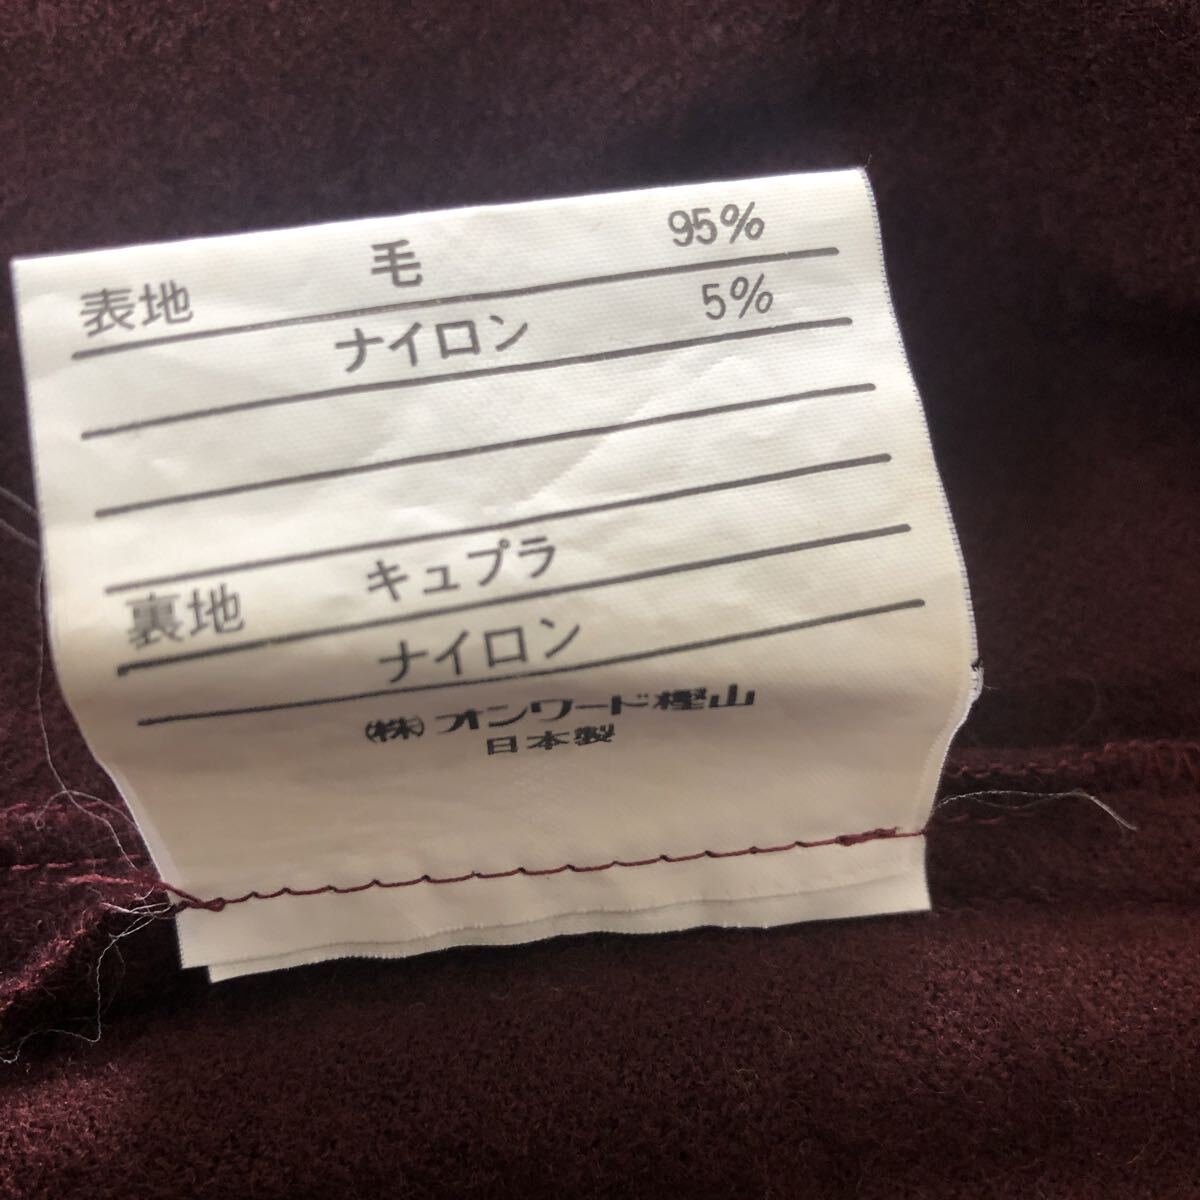 表地 毛 95%
ナイロン 5%
裏地 キュプラ
ナイロン
㈱オンワード樫山
日本製